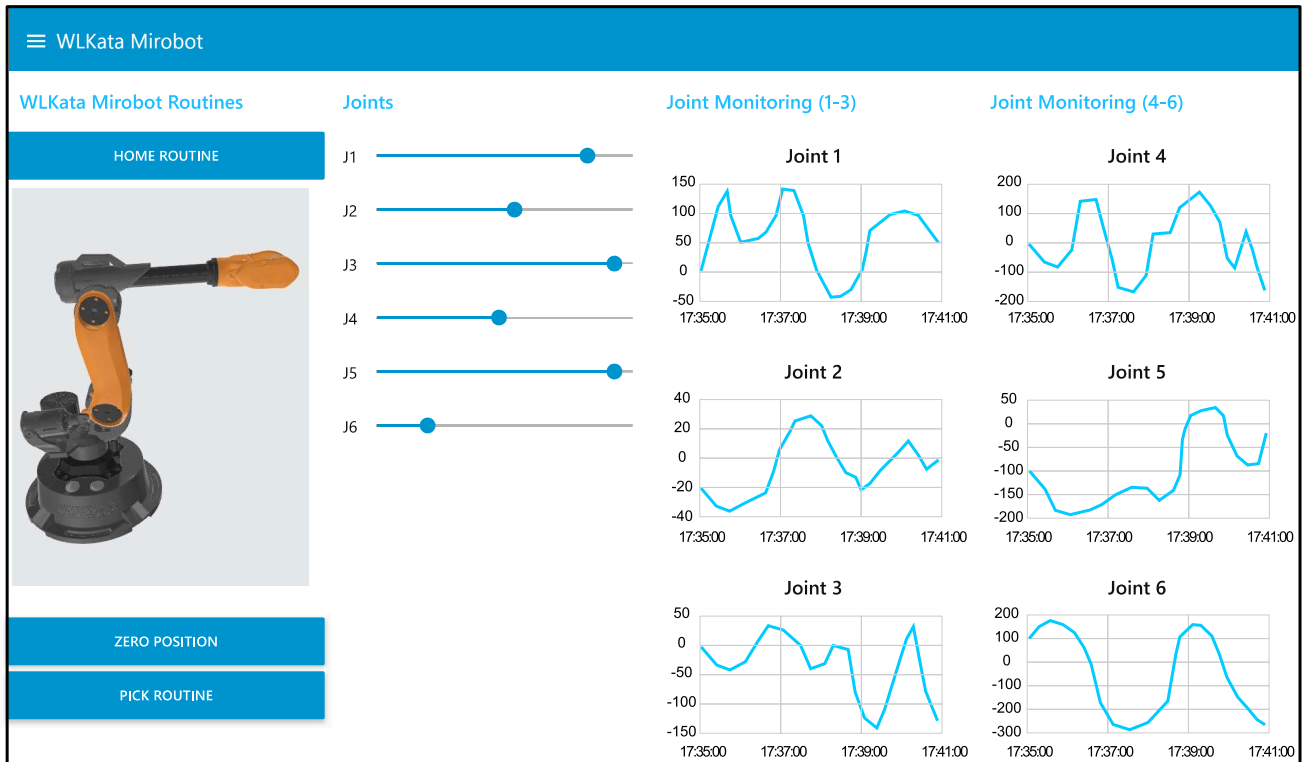 WLKata Mirobot
WLKata Mirobot Routines
HOME ROUTINE
ZERO POSITION
PICK ROUTINE
Joints
J1
J2
J3
J4
J5
J6
Joint Monitoring (1-3)
Joint 1
150
100
50
0
-50
17:35:00 17:37:00 17:39:00 17:41:00
Joint 2
40
20
0
-20
-40
17:35:00 17:37:00 17:39:00 17:41:00
Joint 3
50
0
-50
-100
-150
17:35:00 17:37:00 17:39:00 17:41:00
Joint Monitoring (4-6)
Joint 4
200
100
0
-100
-200
17:35:00 17:37:00 17:39:00 17:41:00
Joint 5
50
0
-50
-100
-150
-200
17:35:00 17:37:00 17:39:00 17:41:00
Joint 6
200
100
0
-100
-200
-300
17:35:00 17:37:00 17:39:00 17:41:00